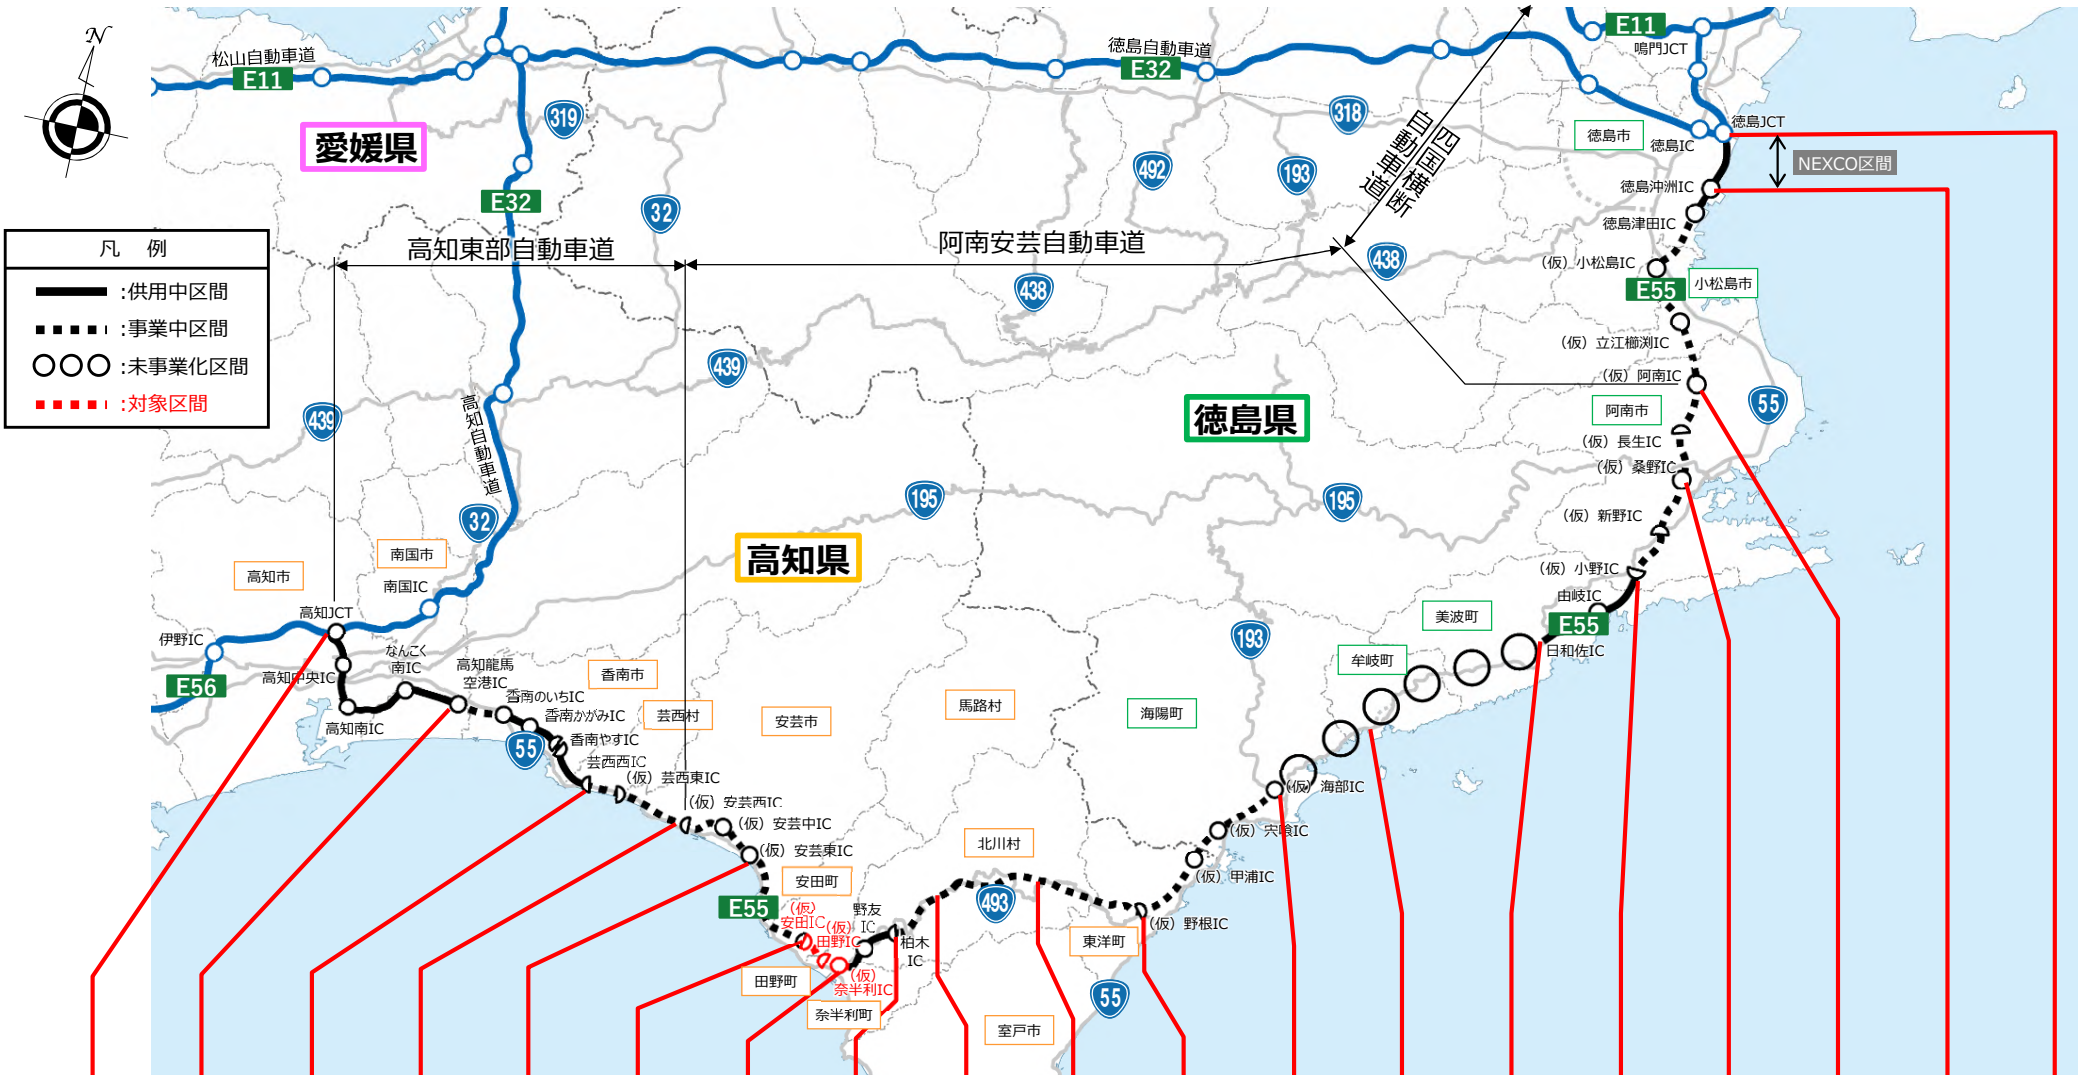 N
松山自動車道
E11
徳島自動車道
E32
E11
鳴門JCT
319
318
愛媛県
徳島市
徳島JCT
徳島IC
NEXCO区間
四国横断
自動車道
492
193
E32
32
徳島沖洲IC
徳島津田IC
凡 例
:供用中区間
:事業中区間
:未事業化区間
:対象区間
高知東部自動車道
阿南安芸自動車道
438
438
(仮) 小松島IC
E55
小松島市
(仮) 立江櫛渕IC
439
439
高知自動車道
(仮) 阿南IC
阿南市
55
徳島県
(仮) 長生IC
(仮) 桑野IC
195
195
32
(仮) 新野IC
高知県
南国市
高知市
南国IC
(仮) 小野IC
由岐IC
E55
日和佐IC
美波町
高知JCT
伊野IC
193
牟岐町
なんこく
南IC
高知中央IC
E56
高知龍馬
空港IC
香南市
香南のいちIC
香南かがみIC
高知南IC
芸西村
安芸市
馬路村
海陽町
55
香南やすIC
芸西西IC
(仮) 芸西東IC
(仮) 安芸西IC
(仮) 安芸中IC
(仮) 安芸東IC
(仮) 海部IC
(仮) 宍喰IC
(仮) 甲浦IC
北川村
安田町
E55
(仮)
安田IC
(仮)
田野IC
野友
IC
柏木
IC
493
(仮) 野根IC
東洋町
田野町
(仮)
奈半利IC
奈半利町
室戸市
55